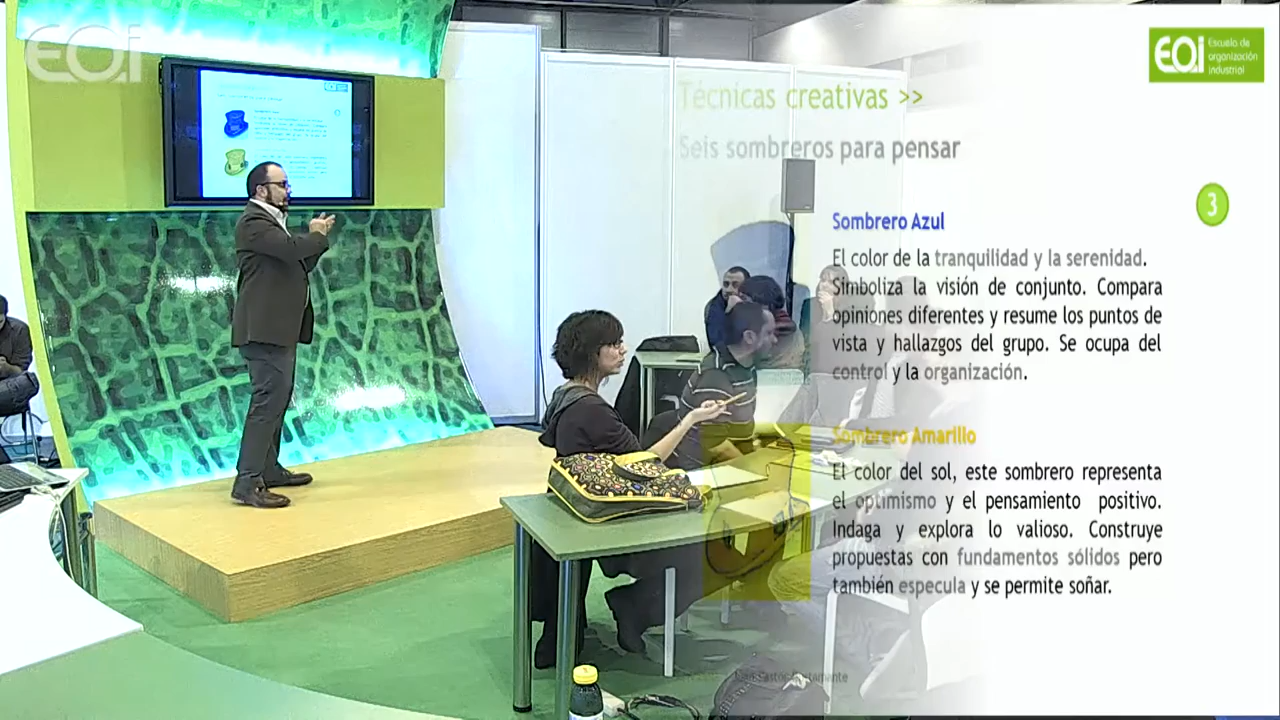 EOI
EOI
Escuela de
organización
industrial
Técnicas creativas >>
Seis sombreros para pensar
3
Sombrero Azul
El color de la tranquilidad y la serenidad.
Simboliza la visión de conjunto. Compara
opiniones diferentes y resume los puntos de
vista y hallazgos del grupo. Se ocupa del
control y la organización.
Sombrero Amarillo
El color del sol, este sombrero representa
el optimismo y el pensamiento positivo.
Indaga y explora lo valioso. Construye
propuestas con fundamentos sólidos pero
también especula y se permite soñar.